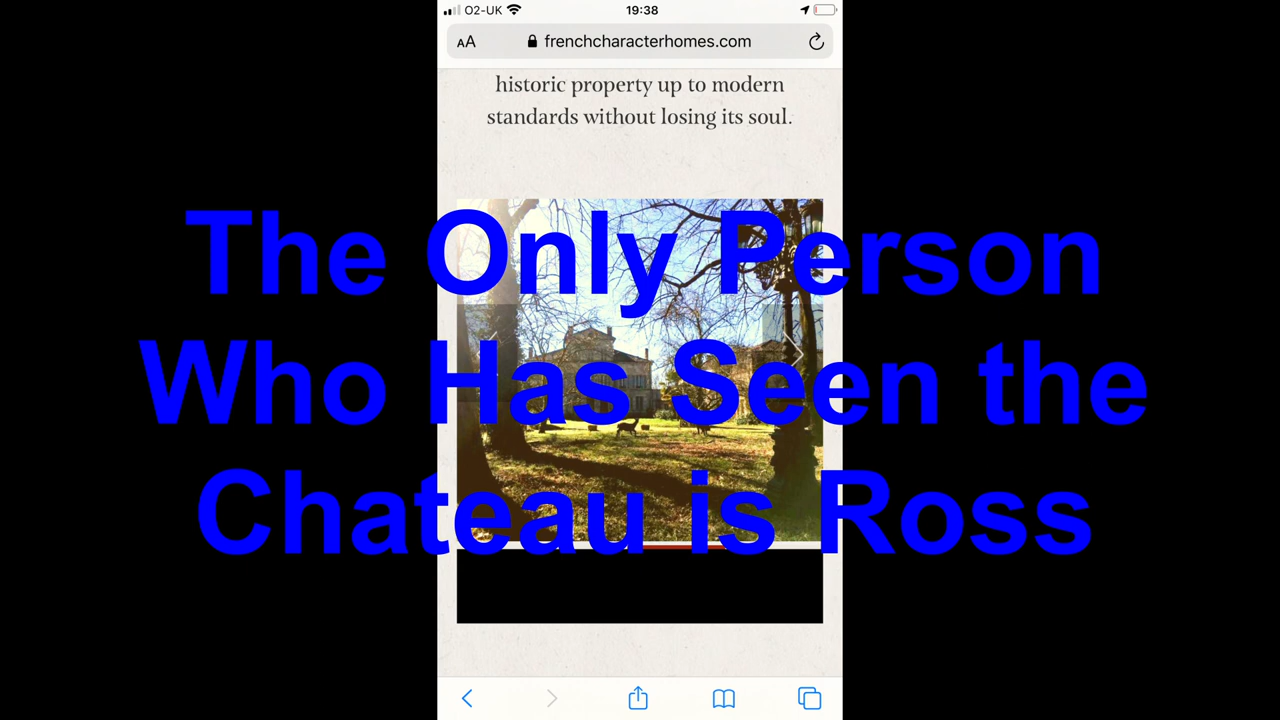 O2-UK
19:38
AA
frenchcharacterhomes.com
historic property up to modern
standards without losing its soul.
The Only Person
Who Has Seen the
Chateau is Ross